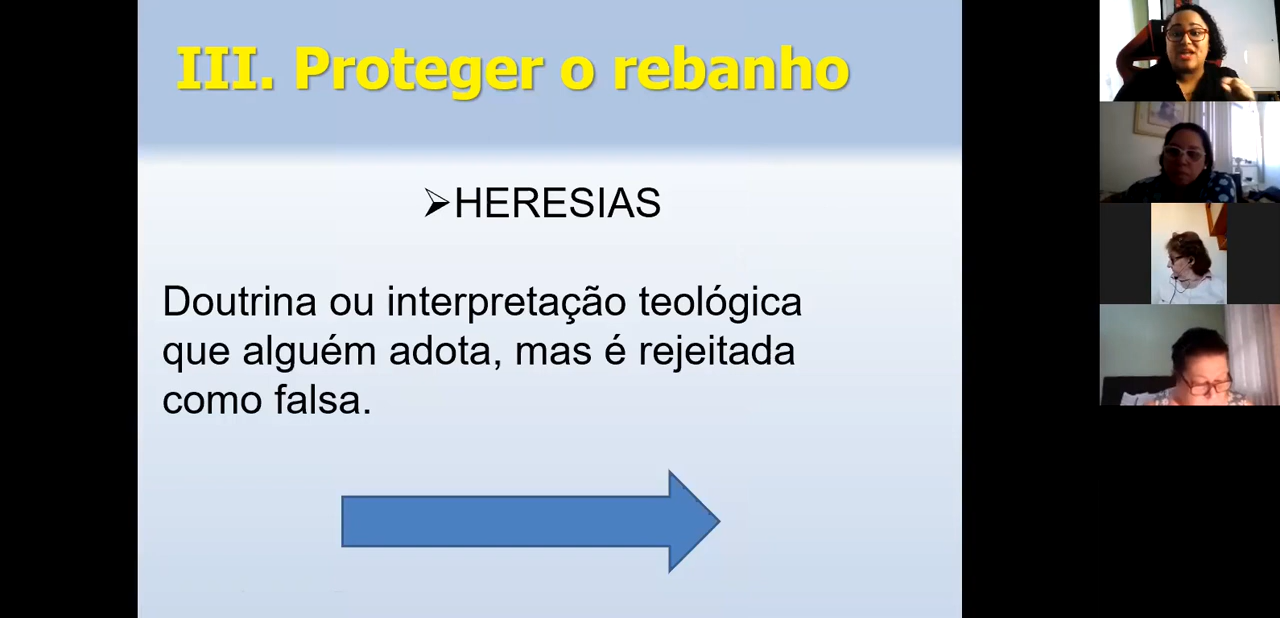 III. Proteger o rebanho
➢HERESIAS
Doutrina ou interpretação teológica
que alguém adota, mas é rejeitada
como falsa.